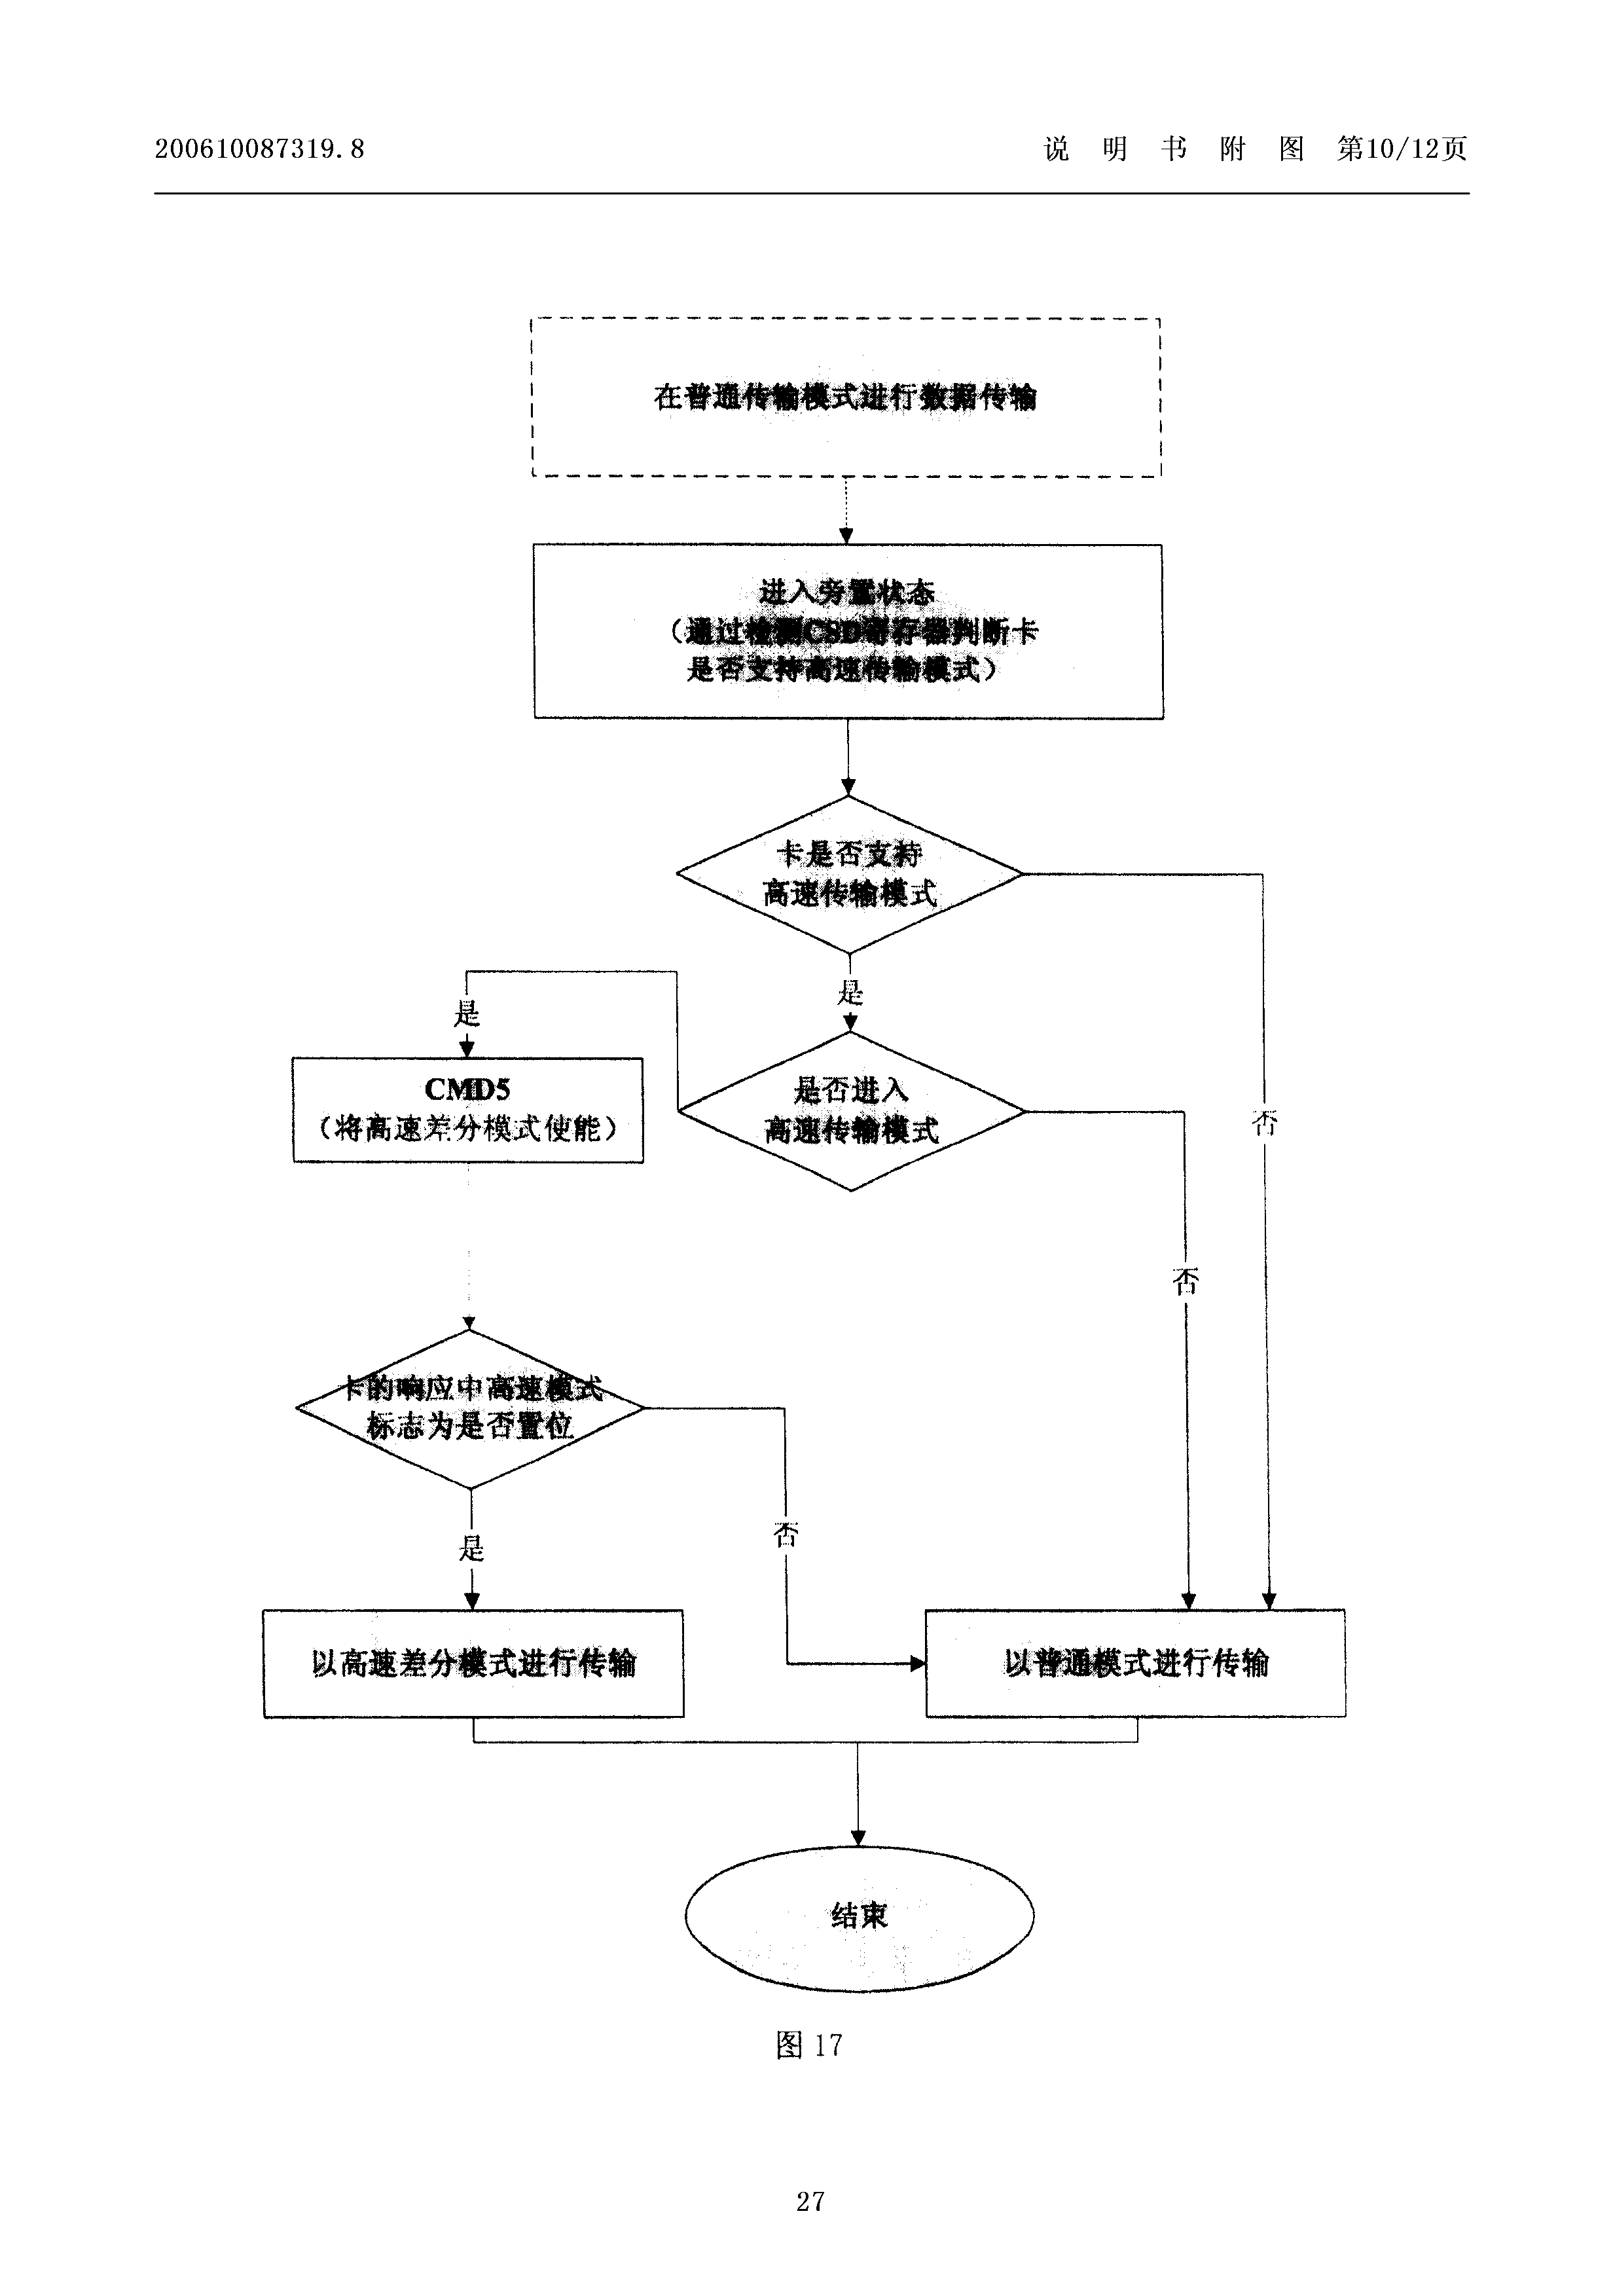 200610087319.8 说明书附图 第10/12页
在普通传输模式进行数据传输
进入旁置状态
（通过检测CSD寄存器判断卡
是否支持高速传输模式）
卡是否支持
高速传输模式
是
是
CMD5
（将高速差分模式使能）
是否进入
高速传输模式
否
否
卡的响应中高速模式
标志为是否置位
否
是
以高速差分模式进行传输
以普通模式进行传输
结束
图 17
27